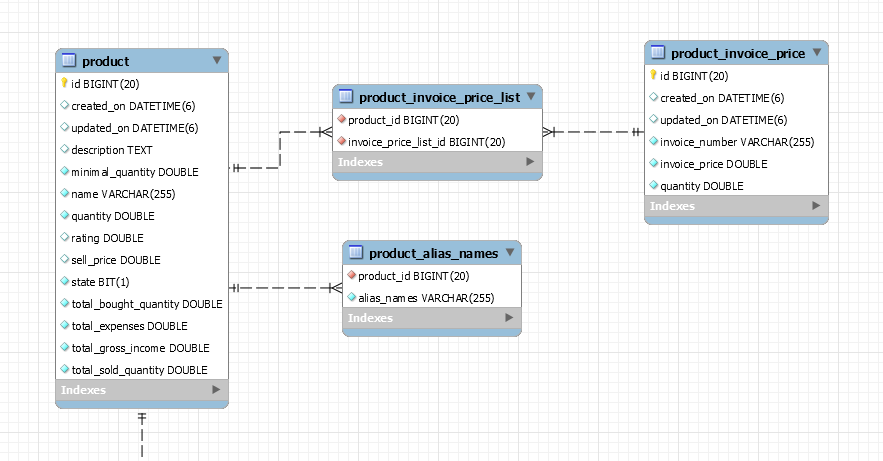 product
id BIGINT(20)
created_on DATETIME(6)
updated_on DATETIME(6)
description TEXT
minimal_quantity DOUBLE
name VARCHAR(255)
quantity DOUBLE
rating DOUBLE
sell_price DOUBLE
state BIT(1)
total_bought_quantity DOUBLE
total_expenses DOUBLE
total_gross_income DOUBLE
total_sold_quantity DOUBLE
Indexes
product_invoice_price_list
product_id BIGINT(20)
invoice_price_list_id BIGINT(20)
Indexes
product_alias_names
product_id BIGINT(20)
alias_names VARCHAR(255)
Indexes
product_invoice_price
id BIGINT(20)
created_on DATETIME(6)
updated_on DATETIME(6)
invoice_number VARCHAR(255)
invoice_price DOUBLE
quantity DOUBLE
Indexes